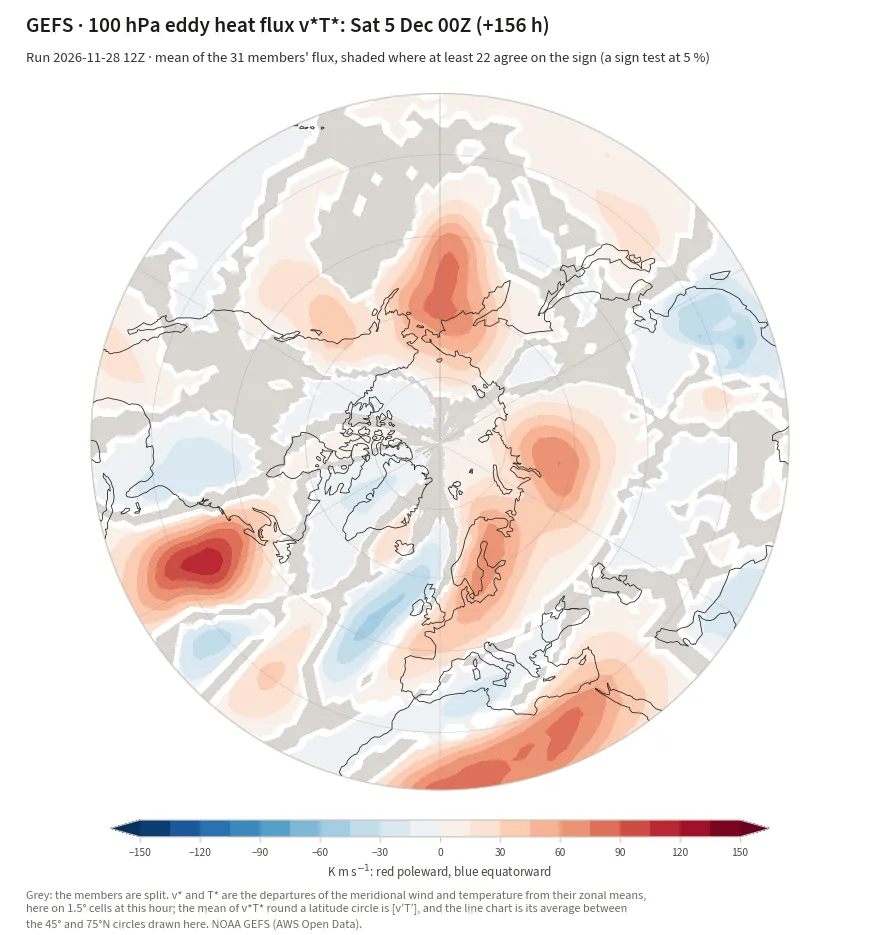 GEFS · 100 hPa eddy heat flux v*T*: Sat 5 Dec 00Z (+156 h)
Run 2026-11-28 12Z · mean of the 31 members' flux, shaded where at least 22 agree on the sign (a sign test at 5 %)
−150 −120 −90 −60 −30 0 30 60 90 120 150
K m s⁻¹: red poleward, blue equatorward
Grey: the members are split. v* and T* are the departures of the meridional wind and temperature from their zonal means,
here on 1.5° cells at this hour; the mean of v*T* round a latitude circle is [v'T'], and the line chart is its average between
the 45° and 75°N circles drawn here. NOAA GEFS (AWS Open Data).